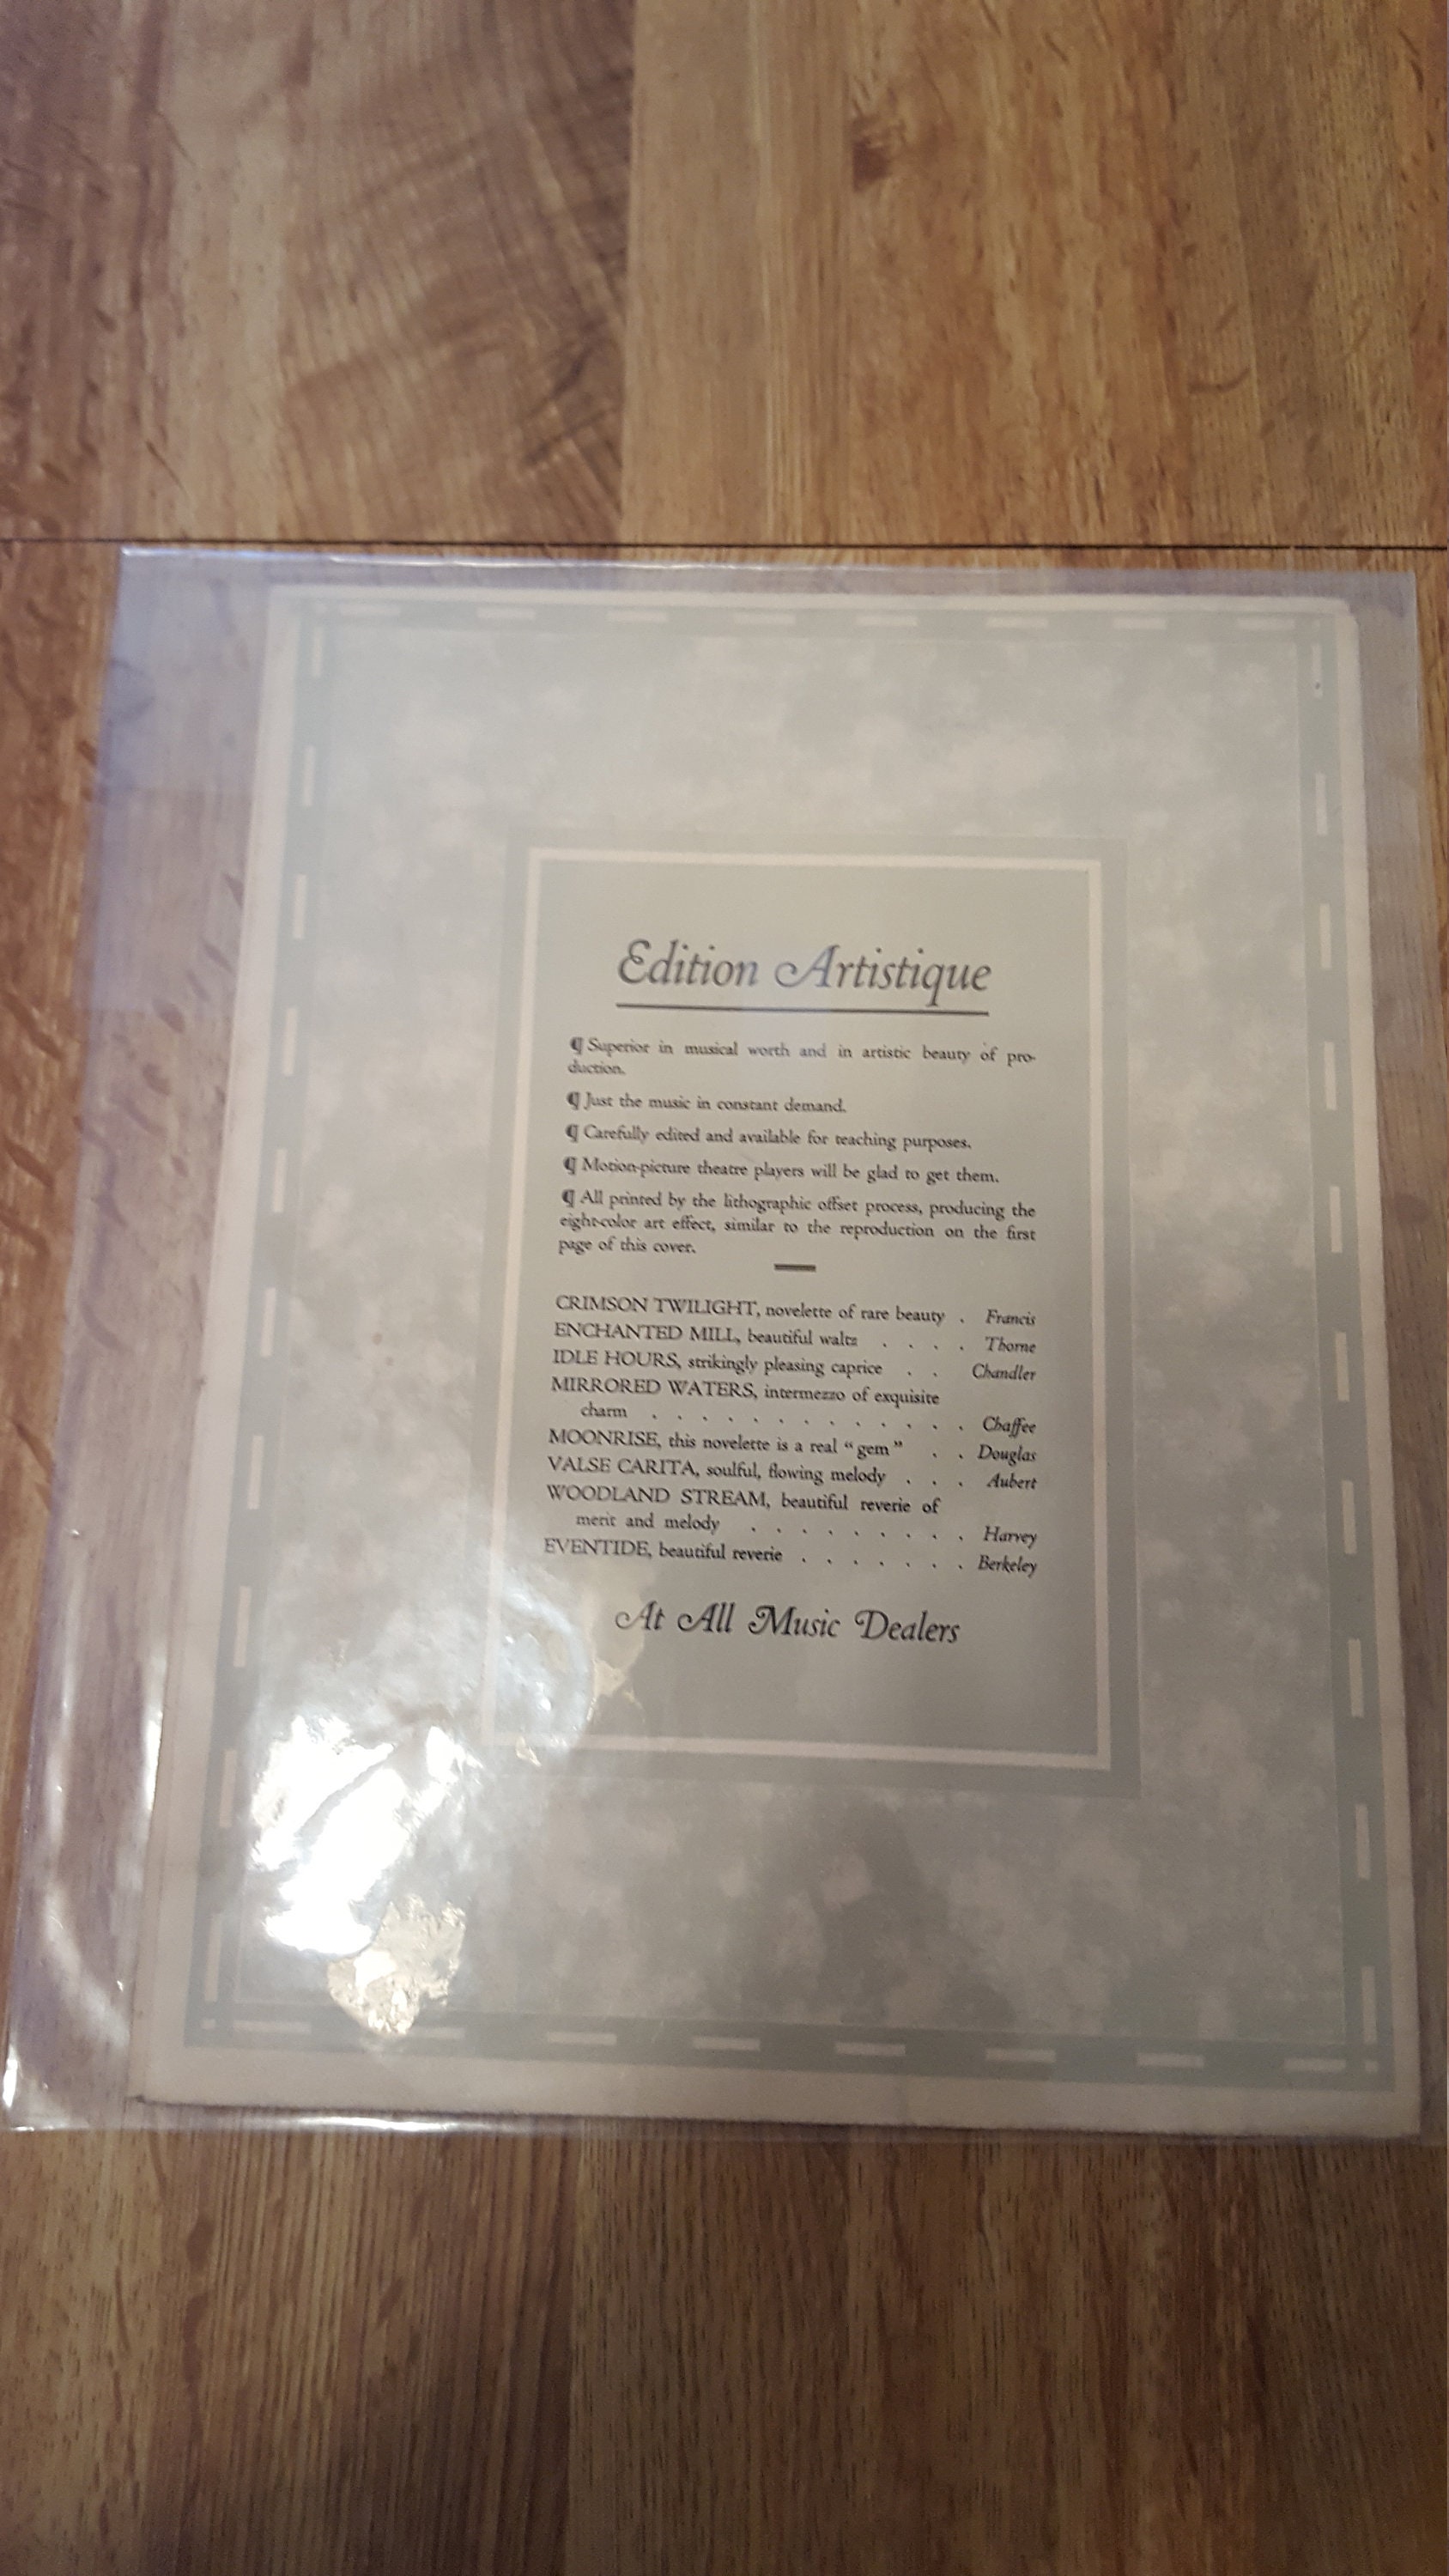 Edition Artistique
¶ Superior in musical worth and in artistic beauty of pro-
duction.
¶ Just the music in constant demand.
¶ Carefully edited and available for teaching purposes.
¶ Motion-picture theatre players will be glad to get them.
¶ All printed by the lithographic offset process, producing the
eight-color art effect, similar to the reproduction on the first
page of this cover.
CRIMSON TWILIGHT, novelette of rare beauty . Francis
ENCHANTED MILL, beautiful waltz . . . . Thorne
IDLE HOURS, strikingly pleasing caprice . . Chandler
MIRRORED WATERS, intermezzo of exquisite
charm . . . . . . . . . . . . . Chaffee
MOONRISE, this novelette is a real “gem” . . Douglas
VALSE CARITA, soulful, flowing melody . . . Aubert
WOODLAND STREAM, beautiful reverie of
merit and melody . . . . . . . . . Harvey
EVENTIDE, beautiful reverie . . . . . . . Berkeley
At All Music Dealers